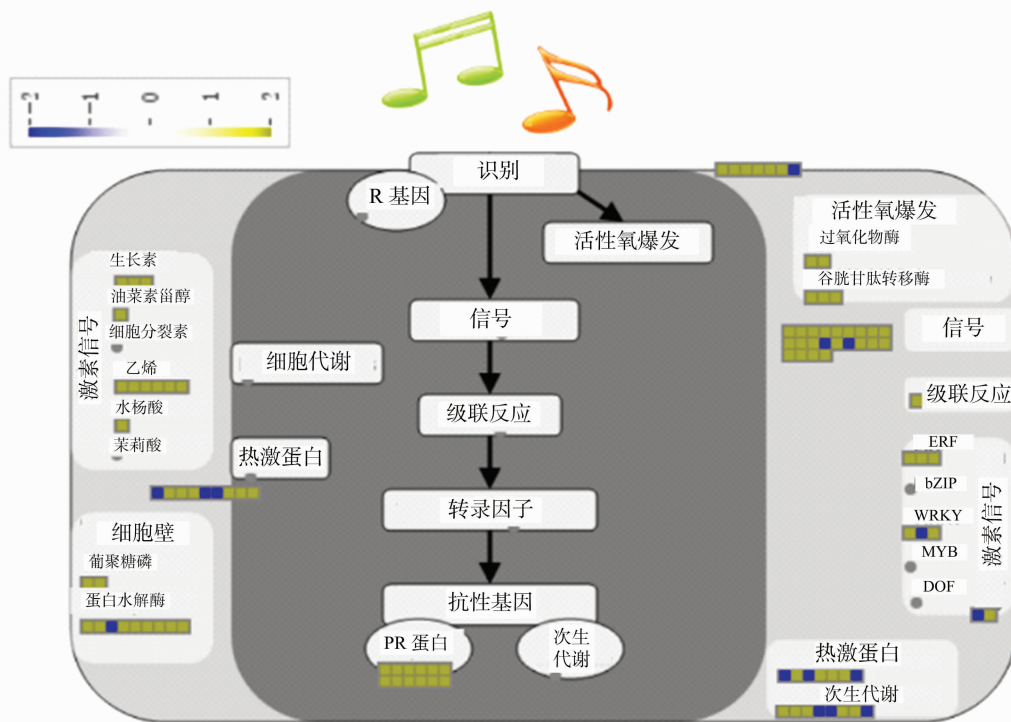 -2 -1 0 1 2
识别
R 基因
活性氧爆发
信号
级联反应
转录因子
抗性基因
PR 蛋白
次生
代谢
细胞代谢
热激蛋白
激素信号
生长素
油菜素甾醇
细胞分裂素
乙烯
水杨酸
茉莉酸
细胞壁
葡聚糖磷
蛋白水解酶
活性氧爆发
过氧化物酶
谷胱甘肽转移酶
信号
级联反应
ERF
bZIP
WRKY
MYB
DOF
激素信号
热激蛋白
次生代谢